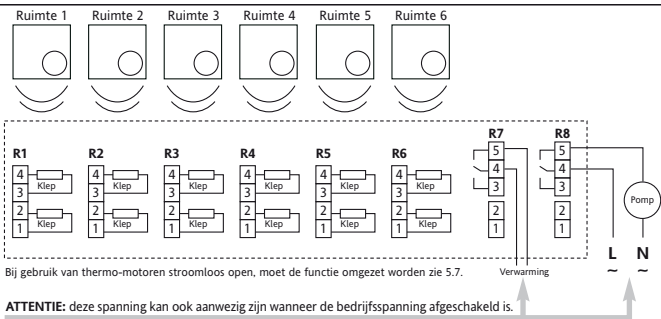 Ruimte 1 Ruimte 2 Ruimte 3 Ruimte 4 Ruimte 5 Ruimte 6
R7 R8
R1 R2 R3 R4 R5 R6
5 5
4 4 4 4 4 4 4 4
Klep Klep Klep Klep Klep Klep
3 3 3 3 3 3 3 3
2 2 2 2 2 2 2 2
Klep Klep Klep Klep Klep Klep
1 1 1 1 1 1 1 1
Pomp
L N
~ ~
Bij gebruik van thermo-motoren stroomloos open, moet de functie omgezet worden zie 5.7.
Verwarming
ATTENTIE: deze spanning kan ook aanwezig zijn wanneer de bedrijfsspanning afgeschakeld is.